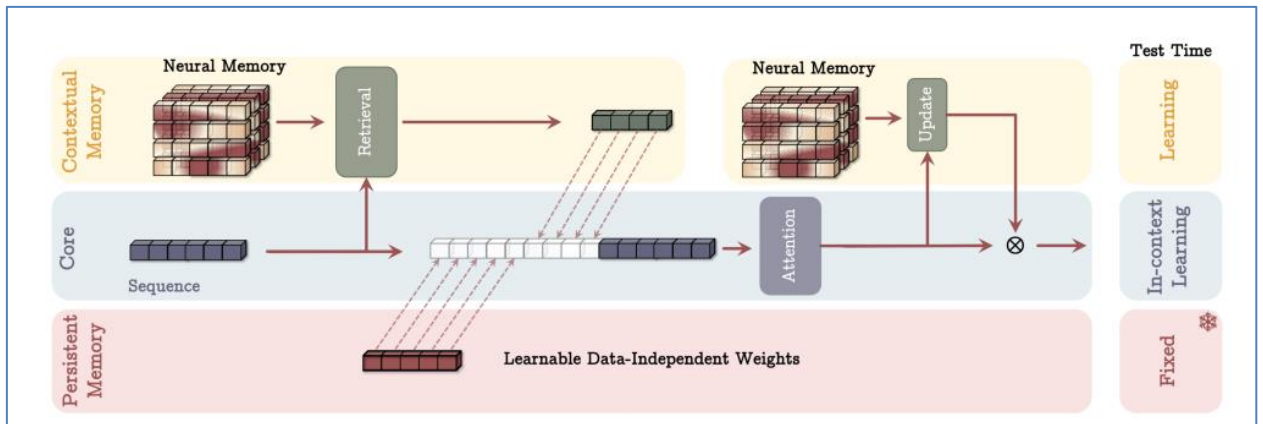 Test Time
Neural Memory
Neural Memory
Contextual
Memory
Retrieval
Update
Learning
Core
Sequence
Attention
In-context
Learning
Persistent
Memory
Learnable Data-Independent Weights
Fixed